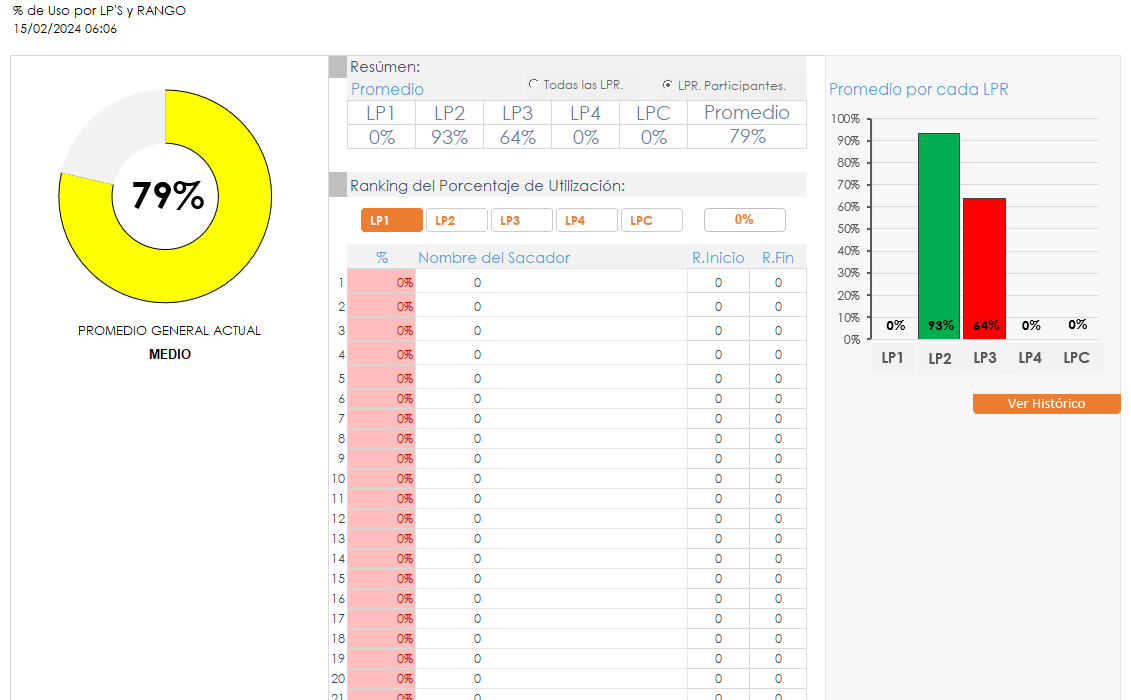 % de Uso por LP'S y RANGO
15/02/2024 06:06
79%
PROMEDIO GENERAL ACTUAL
MEDIO
Resúmen:
Promedio
Todas las LPR.
LPR. Participantes.
LP1 LP2 LP3 LP4 LPC Promedio
0% 93% 64% 0% 0% 79%
Ranking del Porcentaje de Utilización:
LP1 LP2 LP3 LP4 LPC 0%
% Nombre del Sacador R.Inicio R.Fin
1 0% 0 0 0
2 0% 0 0 0
3 0% 0 0 0
4 0% 0 0 0
5 0% 0 0 0
6 0% 0 0 0
7 0% 0 0 0
8 0% 0 0 0
9 0% 0 0 0
10 0% 0 0 0
11 0% 0 0 0
12 0% 0 0 0
13 0% 0 0 0
14 0% 0 0 0
15 0% 0 0 0
16 0% 0 0 0
17 0% 0 0 0
18 0% 0 0 0
19 0% 0 0 0
20 0% 0 0 0
21 0% 0 0 0
Promedio por cada LPR
100%
90%
80%
70%
60%
50%
40%
30%
20%
10%
0%
0% 93% 64% 0% 0%
LP1 LP2 LP3 LP4 LPC
Ver Histórico